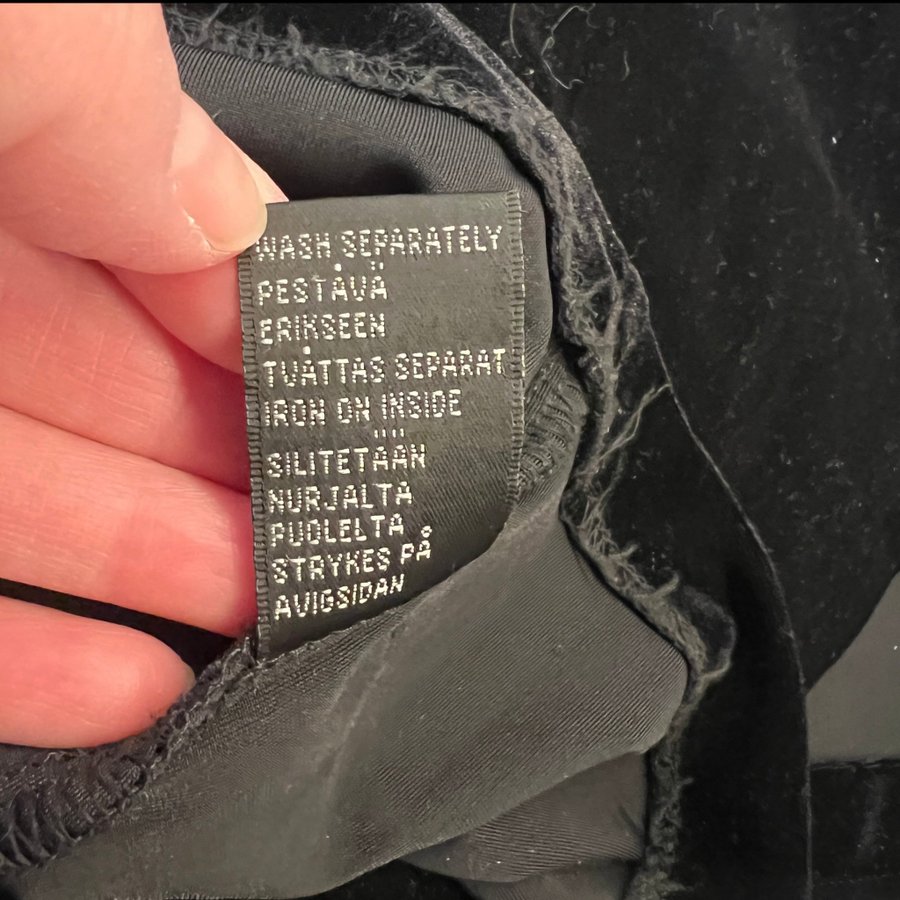 WASH SEPARATELY
PESTÄVÄ
ERIKSEEN
TVÄTTAS SEPARAT
IRON ON INSIDE
SILITETÄÄN
NURJALTA
PUOLELTA
STRYKES PÅ
AVIGSIDAN